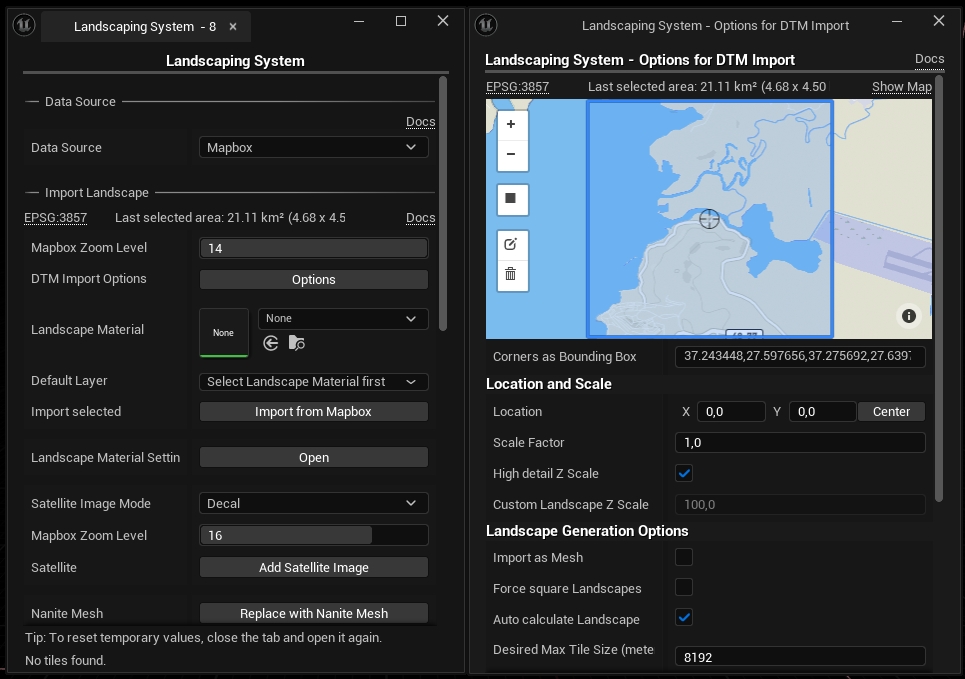 Landscaping System - 8
Landscaping System
Data Source
Docs
Data Source
Mapbox
Import Landscape
EPSG:3857
Last selected area: 21.11 km² (4.68 x 4.5
Docs
Mapbox Zoom Level
14
DTM Import Options
Options
Landscape Material
None
None
Default Layer
Select Landscape Material first
Import selected
Import from Mapbox
Landscape Material Settin
Open
Satellite Image Mode
Decal
Mapbox Zoom Level
16
Satellite
Add Satellite Image
Nanite Mesh
Replace with Nanite Mesh
Tip: To reset temporary values, close the tab and open it again.
No tiles found.
Landscaping System - Options for DTM Import
Landscaping System - Options for DTM Import
Docs
EPSG:3857
Last selected area: 21.11 km² (4.68 x 4.50
Show Map
Corners as Bounding Box
37.243448,27.597656,37.275692,27.6397
Location and Scale
Location
X
0,0
Y
0,0
Center
Scale Factor
1,0
High detail Z Scale
Custom Landscape Z Scale
100,0
Landscape Generation Options
Import as Mesh
Force square Landscapes
Auto calculate Landscape
Desired Max Tile Size (mete
8192